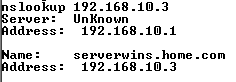 nslookup 192.168.10.3
Server:  UnKnown
Address:  192.168.10.1
Name:    serverwins.home.com
Address:  192.168.10.3